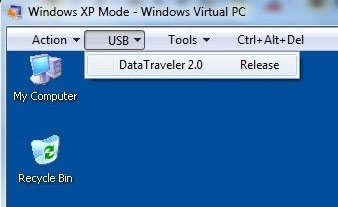 Windows XP Mode - Windows Virtual PC
Action USB Tools Ctrl+Alt+Del
DataTraveler 2.0 Release
My Computer
Recycle Bin